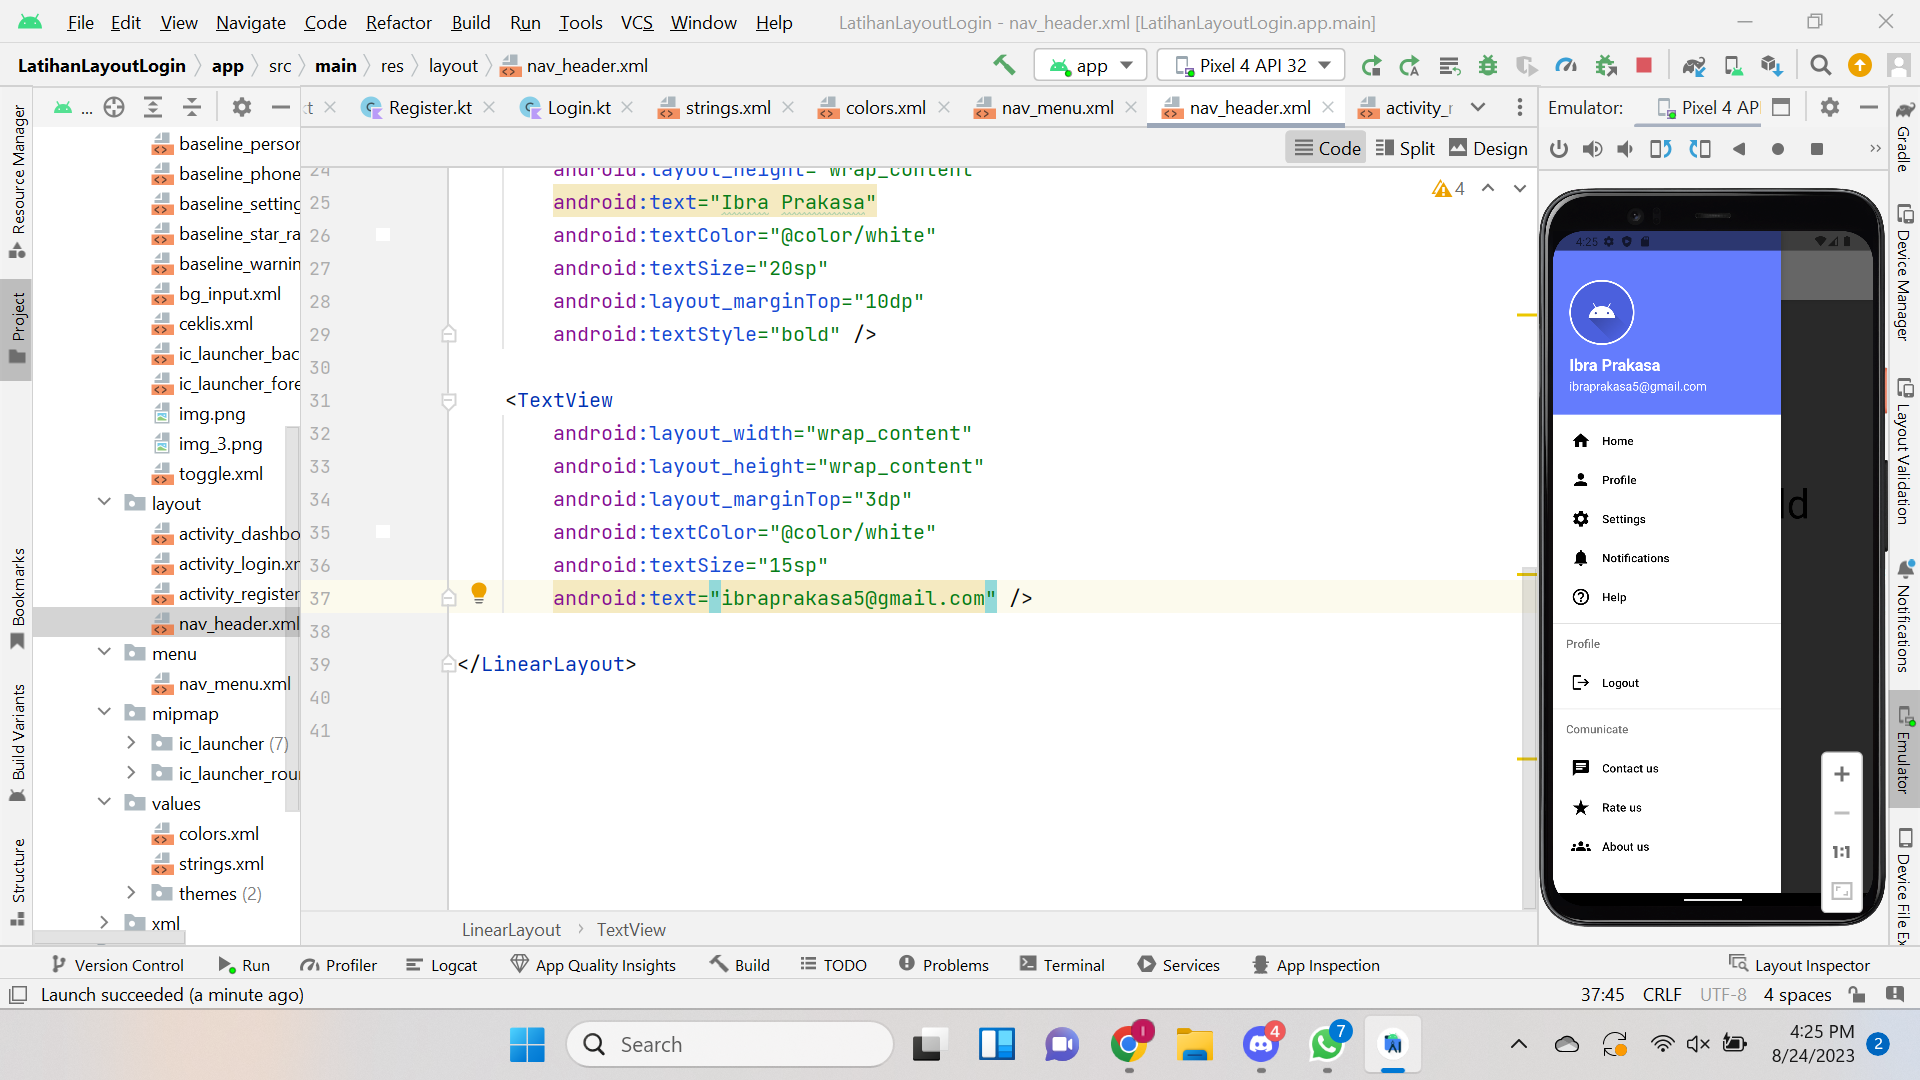 File Edit View Navigate Code Refactor Build Run Tools VCS Window Help LatihanLayoutLogin - nav_header.xml [LatihanLayoutLogin.app.main]
LatihanLayoutLogin app src main res layout nav_header.xml app Pixel 4 API 32
... Register.kt Login.kt strings.xml colors.xml nav_menu.xml nav_header.xml activity_r Emulator: Pixel 4 API
Code Split Design
Resource Manager
Project
Bookmarks
Build Variants
Structure
baseline_person
baseline_phone
baseline_setting
baseline_star_ra
baseline_warnin
bg_input.xml
ceklis.xml
ic_launcher_bac
ic_launcher_fore
img.png
img_3.png
toggle.xml
layout
activity_dashbo
activity_login.xm
activity_register
nav_header.xml
menu
nav_menu.xml
mipmap
ic_launcher (7)
ic_launcher_rou
values
colors.xml
strings.xml
themes (2)
xml
24 android:layout_height="wrap_content"
25 android:text="Ibra Prakasa"
26 android:textColor="@color/white"
27 android:textSize="20sp"
28 android:layout_marginTop="10dp"
29 android:textStyle="bold" />
30
31 <TextView
32 android:layout_width="wrap_content"
33 android:layout_height="wrap_content"
34 android:layout_marginTop="3dp"
35 android:textColor="@color/white"
36 android:textSize="15sp"
37 android:text="ibraprakasa5@gmail.com" />
38
39 </LinearLayout>
40
41
4
LinearLayout TextView
4:25
Ibra Prakasa
ibraprakasa5@gmail.com
Home
Profile
Settings
Notifications
Help
Profile
Logout
Comunicate
Contact us
Rate us
About us
ld
1:1
Gradle
Device Manager
Layout Validation
Notifications
Emulator
Device File Ex
Version Control Run Profiler Logcat App Quality Insights Build TODO Problems Terminal Services App Inspection Layout Inspector
Launch succeeded (a minute ago) 37:45 CRLF UTF-8 4 spaces
Search I 4 7 4:25 PM 2
8/24/2023